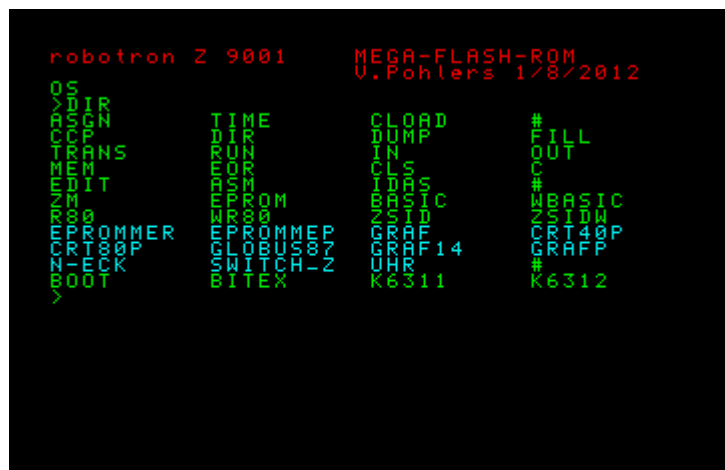 robotron Z 9001 MEGA-FLASH-ROM
V.Pohlers 1/8/2012
OS
>DIR
ASGN TIME CLOAD #
CCP DIR DUMP FILL
TRANS RUN IN OUT
MEM EOR CLS C
EDIT ASM IDAS #
ZM EPROM BASIC WBASIC
R80 WR80 ZSID ZSIDW
EPROMMER EPROMMEP GRAF CRT40P
CRT80P GLOBUS87 GRAF14 GRAFP
N-ECK SWITCH-Z UHR #
BOOT BITEX K6311 K6312
>